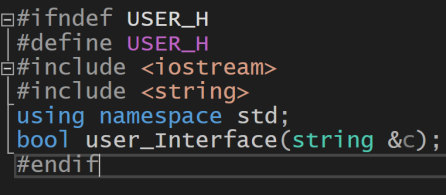 #ifndef USER_H
#define USER_H
#include <iostream>
#include <string>
using namespace std;
bool user_Interface(string &c);
#endif